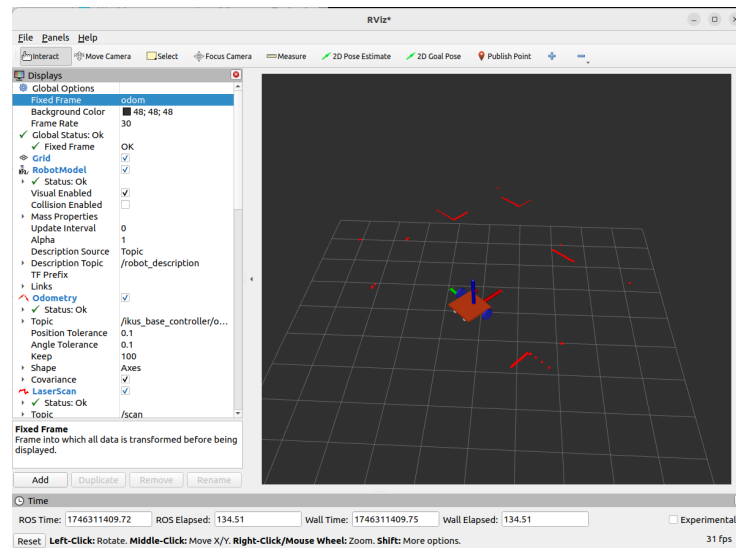 RViz*
File Panels Help
Interact Move Camera Select Focus Camera Measure 2D Pose Estimate 2D Goal Pose Publish Point
Displays
Global Options
Fixed Frame odom
Background Color 48; 48; 48
Frame Rate 30
Global Status: Ok
Fixed Frame OK
Grid
RobotModel
Status: Ok
Visual Enabled
Collision Enabled
Mass Properties
Update Interval 0
Alpha 1
Description Source Topic
Description Topic /robot_description
TF Prefix
Links
Odometry
Status: Ok
Topic /ikus_base_controller/o...
Position Tolerance 0.1
Angle Tolerance 0.1
Keep 100
Shape Axes
Covariance
LaserScan
Status: Ok
Topic /scan
Fixed Frame
Frame into which all data is transformed before being
displayed.
Add Duplicate Remove Rename
Time
ROS Time: 1746311409.72 ROS Elapsed: 134.51 Wall Time: 1746311409.75 Wall Elapsed: 134.51 Experimental
Reset Left-Click: Rotate. Middle-Click: Move X/Y. Right-Click/Mouse Wheel: Zoom. Shift: More options. 31 fps